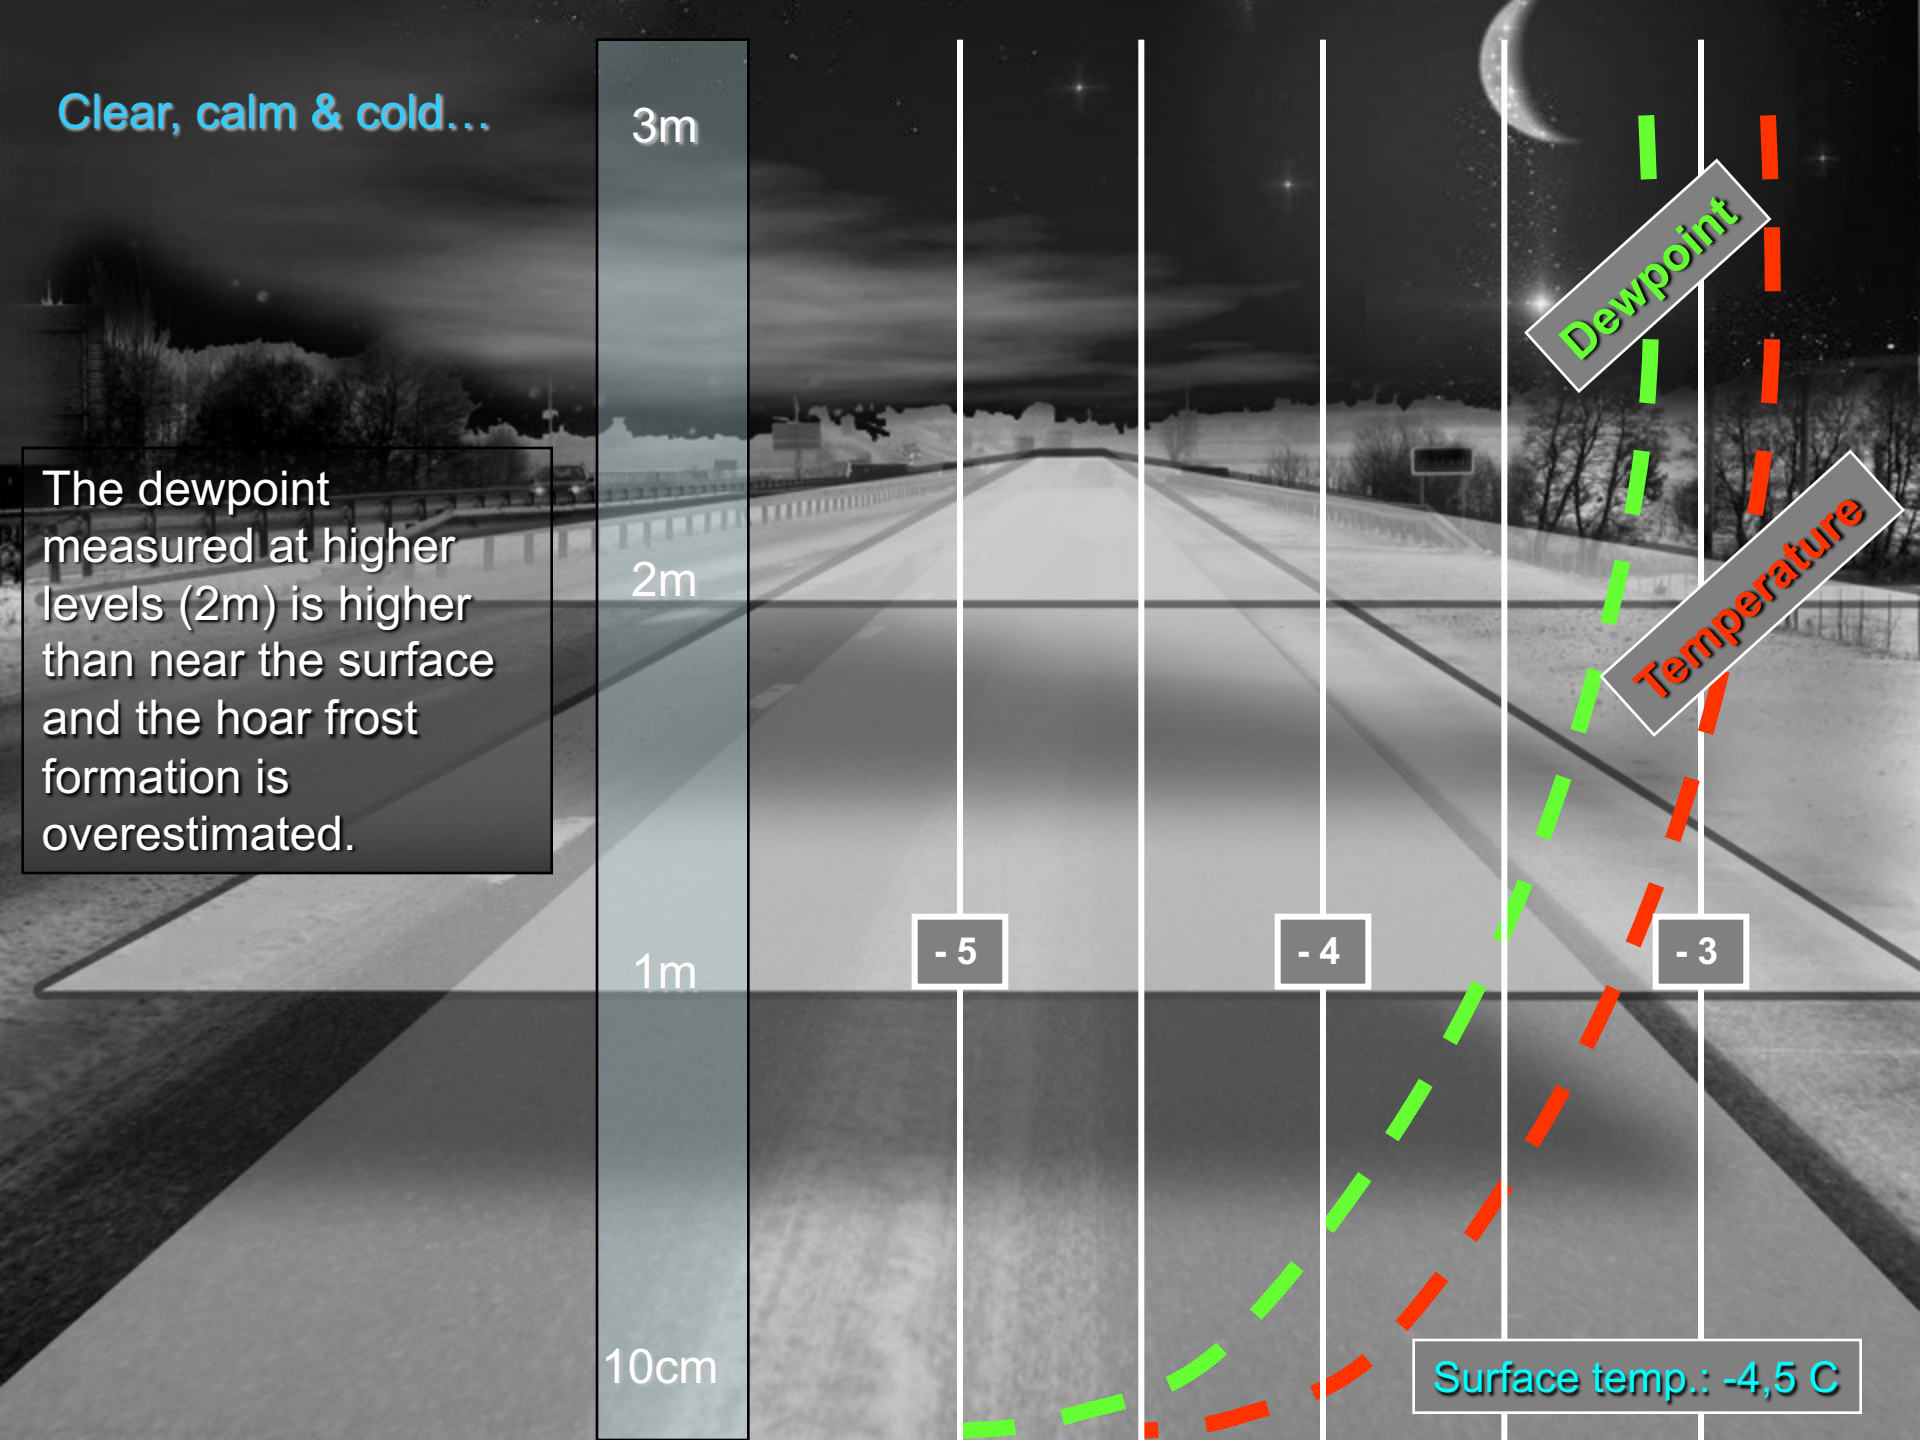 Clear, calm & cold…
3m
Dewpoint
The dewpoint
measured at higher
levels (2m) is higher
than near the surface
and the hoar frost
formation is
overestimated.
2m
Temperature
1m
- 5
- 4
- 3
10cm
Surface temp.: -4,5 C